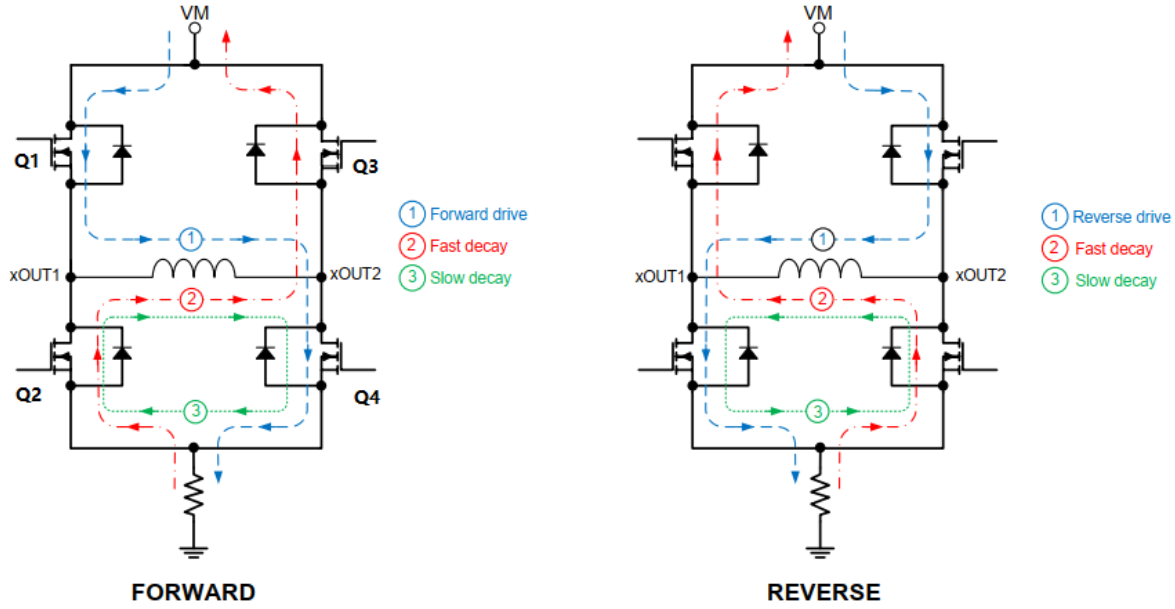 VM
Q1
Q3
1 Forward drive
2 Fast decay
3 Slow decay
1
xOUT1
xOUT2
2
Q2
Q4
3
FORWARD
VM
1 Reverse drive
2 Fast decay
3 Slow decay
1
xOUT1
xOUT2
2
3
REVERSE